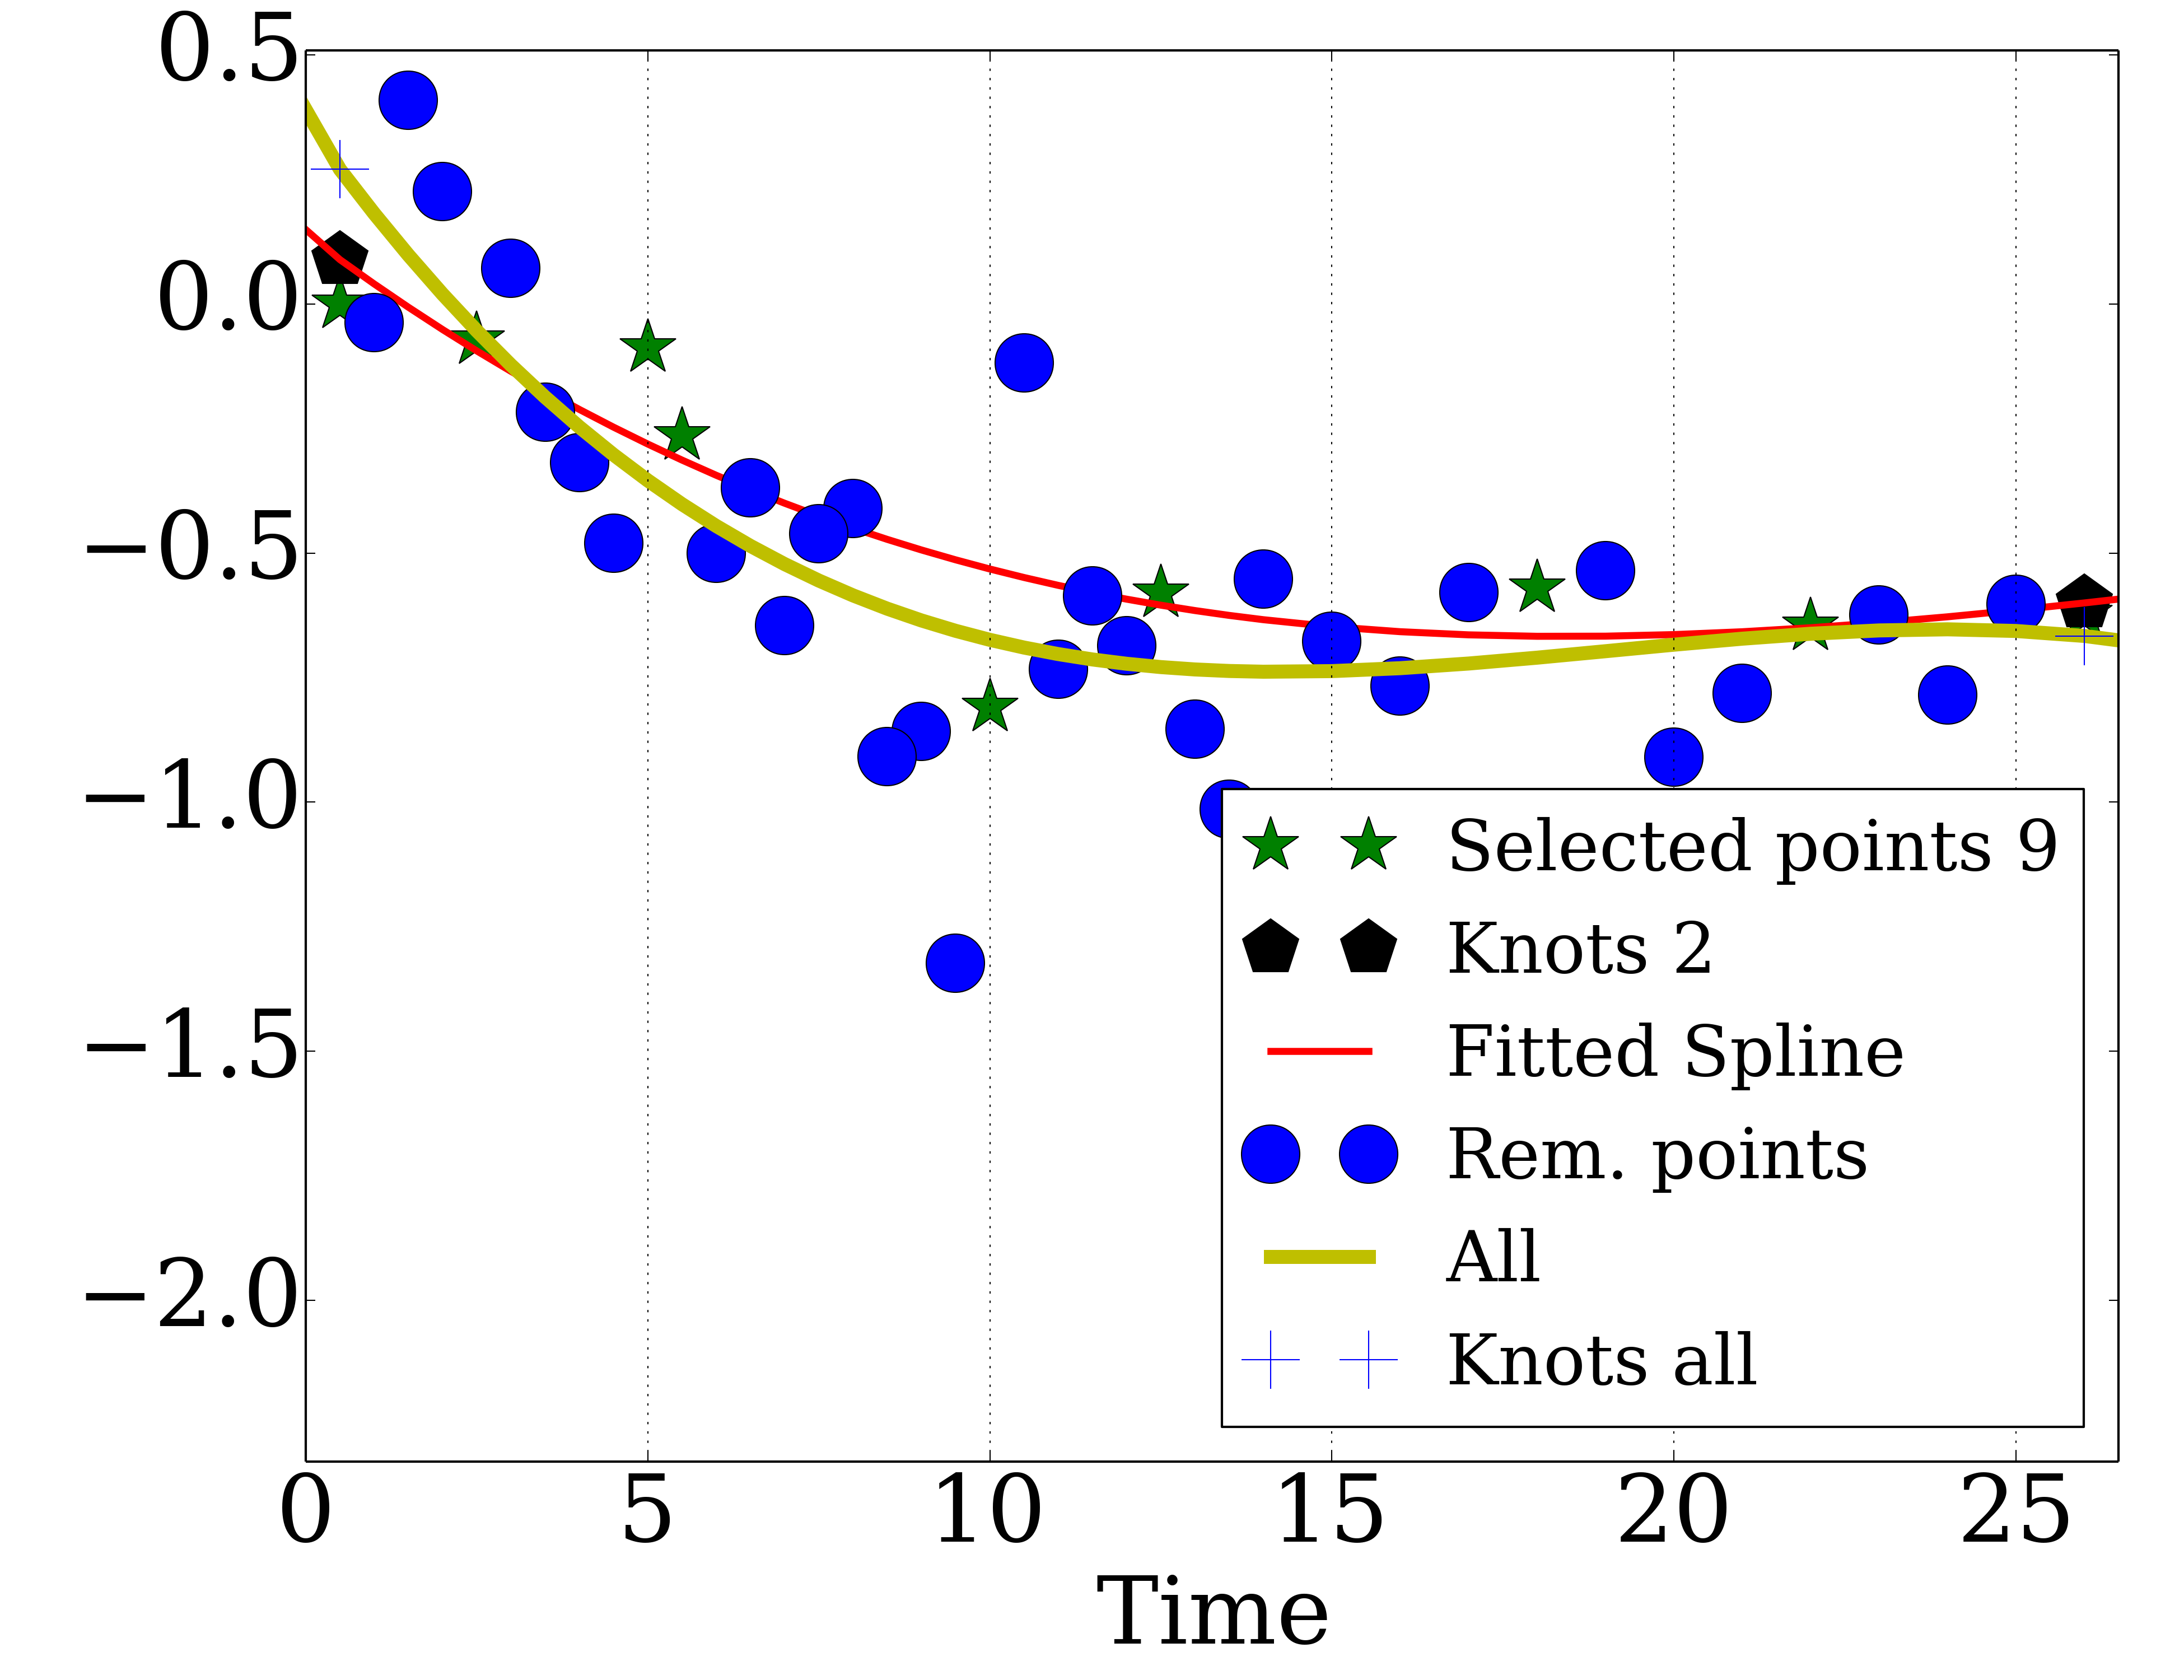 0.5
0.0
−0.5
−1.0
−1.5
−2.0
Selected points 9
Knots 2
Fitted Spline
Rem. points
All
Knots all
0 5 10 15 20 25
Time